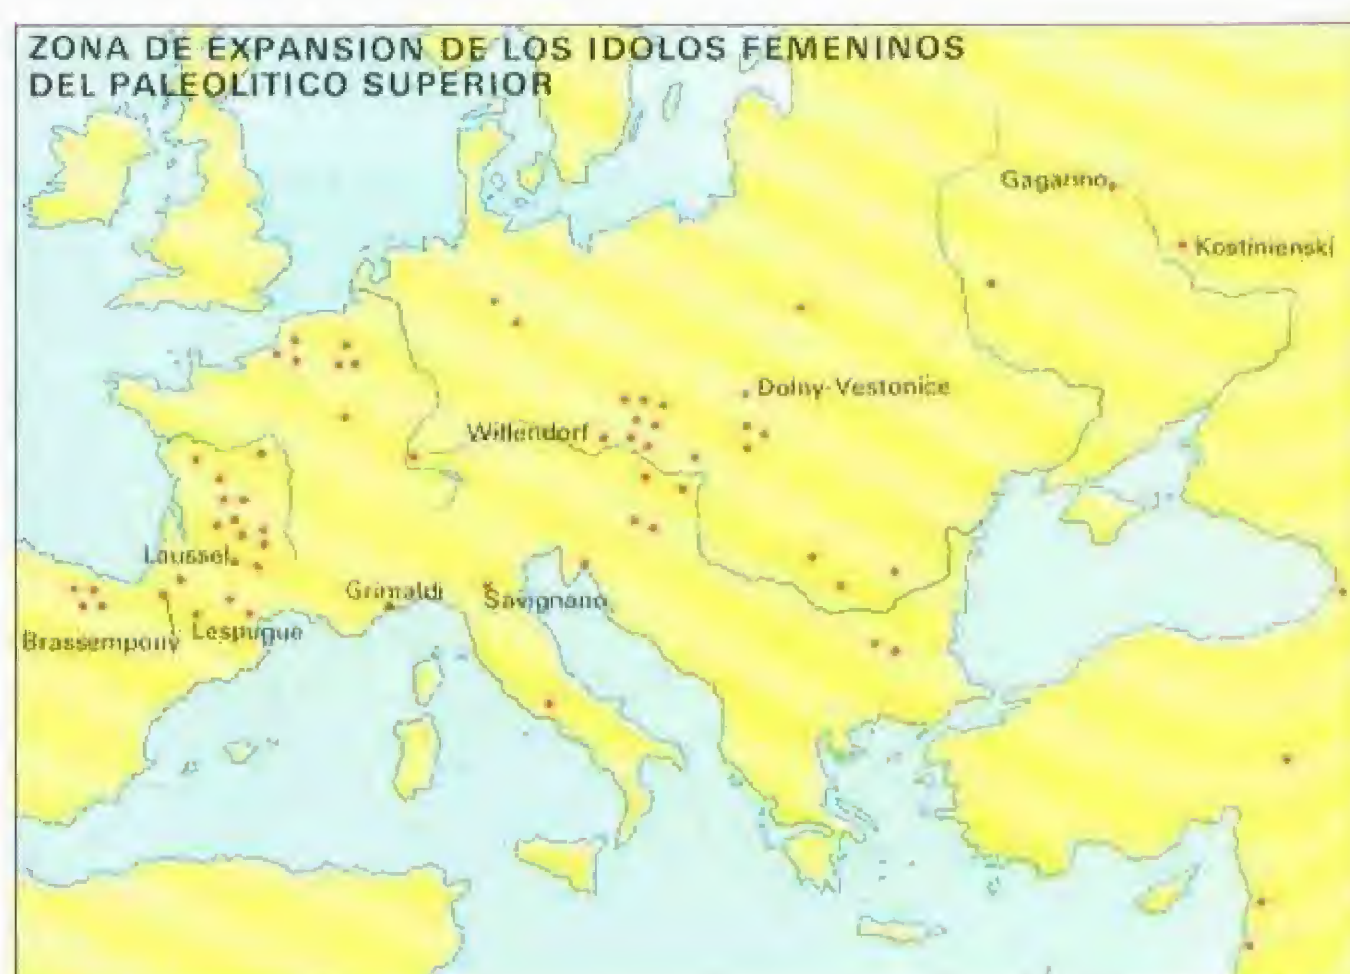 ZONA DE EXPANSION DE LOS IDOLOS FEMENINOS
DEL PALEOLITICO SUPERIOR
Gagarino
Kostinienski
Dolny-Vestonice
Willendorf
Laussel
Grimaldi
Savignano
Brassempouy
Lespugue